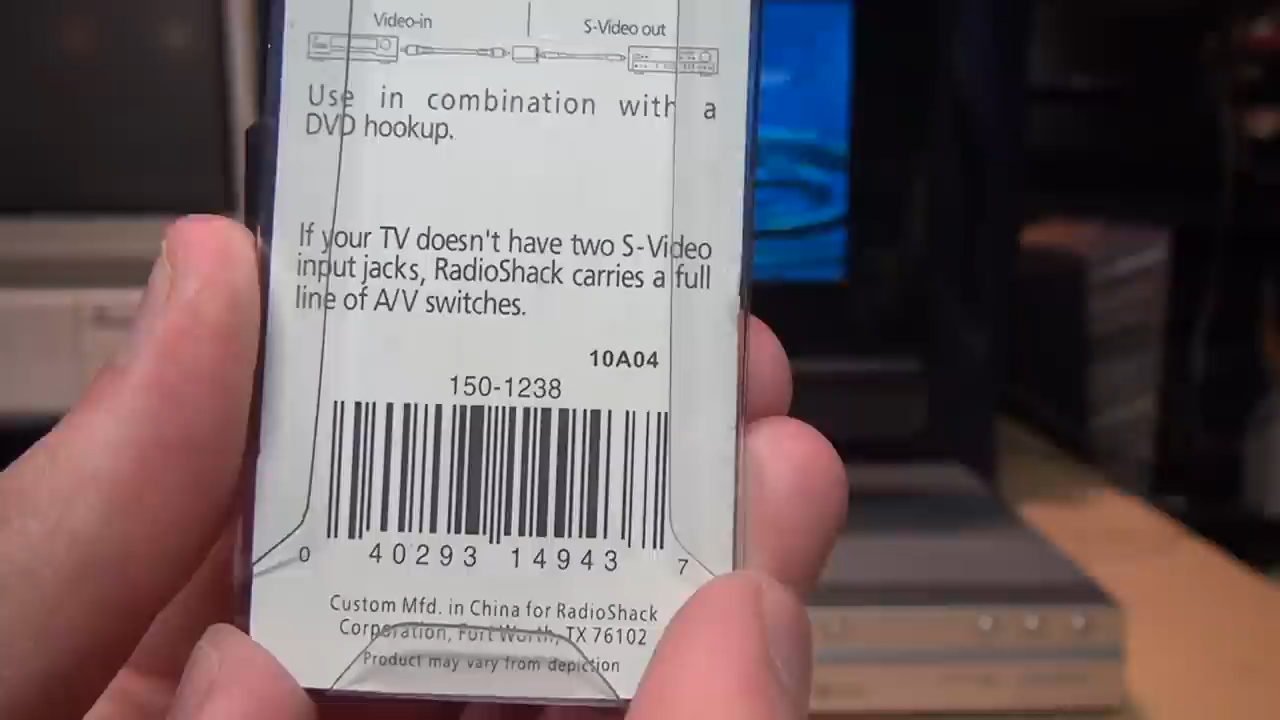 Video-in
S-Video out
Use in combination with a
DVD hookup.
If your TV doesn't have two S-Video
input jacks, RadioShack carries a full
line of A/V switches.
10A04
150-1238
0 40293 14943 7
Custom Mfd. in China for RadioShack
Corporation, Fort Worth, TX 76102
Product may vary from depiction